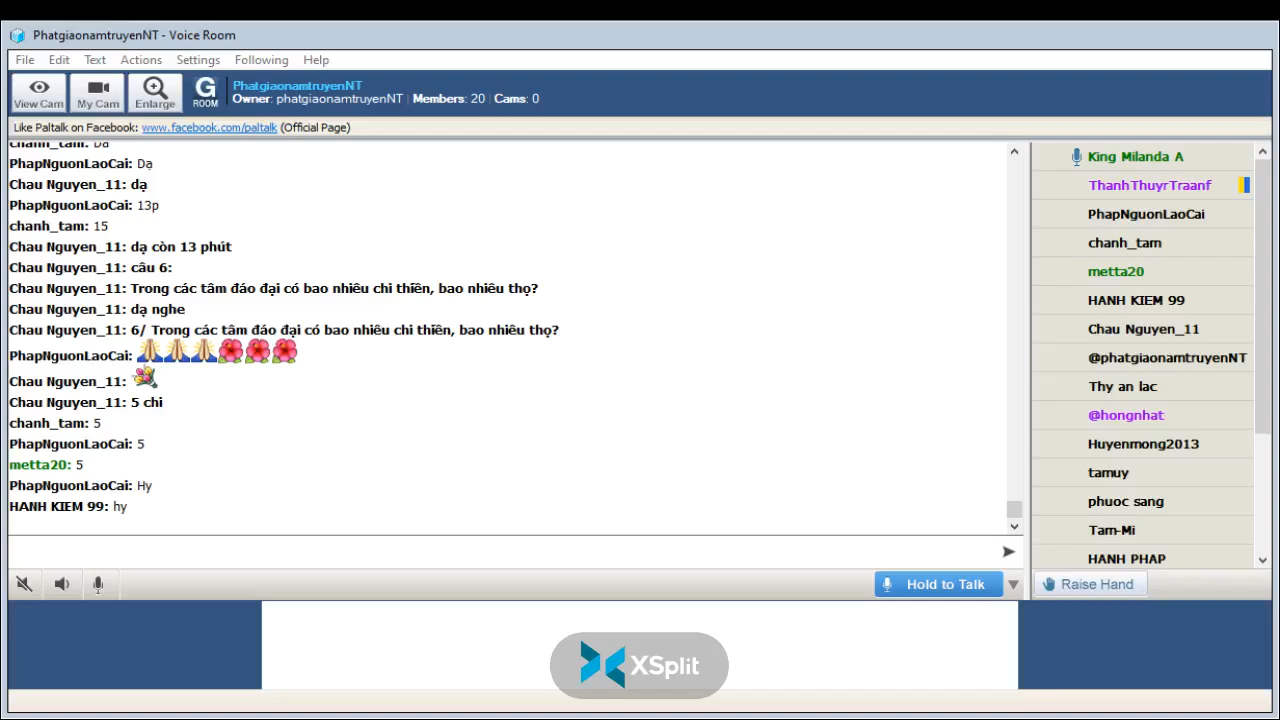 PhatgiaonamtruyenNT - Voice Room
File Edit Text Actions Settings Following Help
View Cam My Cam Enlarge G ROOM PhatgiaonamtruyenNT
Owner: phatgiaonamtruyenNT | Members: 20 | Cams: 0
Like Paltalk on Facebook: www.facebook.com/paltalk (Official Page)
chanh_tam: Dạ
PhapNguonLaoCai: Dạ
Chau Nguyen_11: dạ
PhapNguonLaoCai: 13p
chanh_tam: 15
Chau Nguyen_11: dạ còn 13 phút
Chau Nguyen_11: câu 6:
Chau Nguyen_11: Trong các tâm đáo đại có bao nhiêu chi thiền, bao nhiêu thọ?
Chau Nguyen_11: dạ nghe
Chau Nguyen_11: 6/ Trong các tâm đáo đại có bao nhiêu chi thiền, bao nhiêu thọ?
PhapNguonLaoCai:
Chau Nguyen_11:
Chau Nguyen_11: 5 chi
chanh_tam: 5
PhapNguonLaoCai: 5
metta20: 5
PhapNguonLaoCai: Hy
HANH KIEM 99: hy
King Milanda A
ThanhThuyrTraanf
PhapNguonLaoCai
chanh_tam
metta20
HANH KIEM 99
Chau Nguyen_11
@phatgiaonamtruyenNT
Thy an lac
@hongnhat
Huyenmong2013
tamuy
phuoc sang
Tam-Mi
HANH PHAP
Hold to Talk
Raise Hand
XSplit